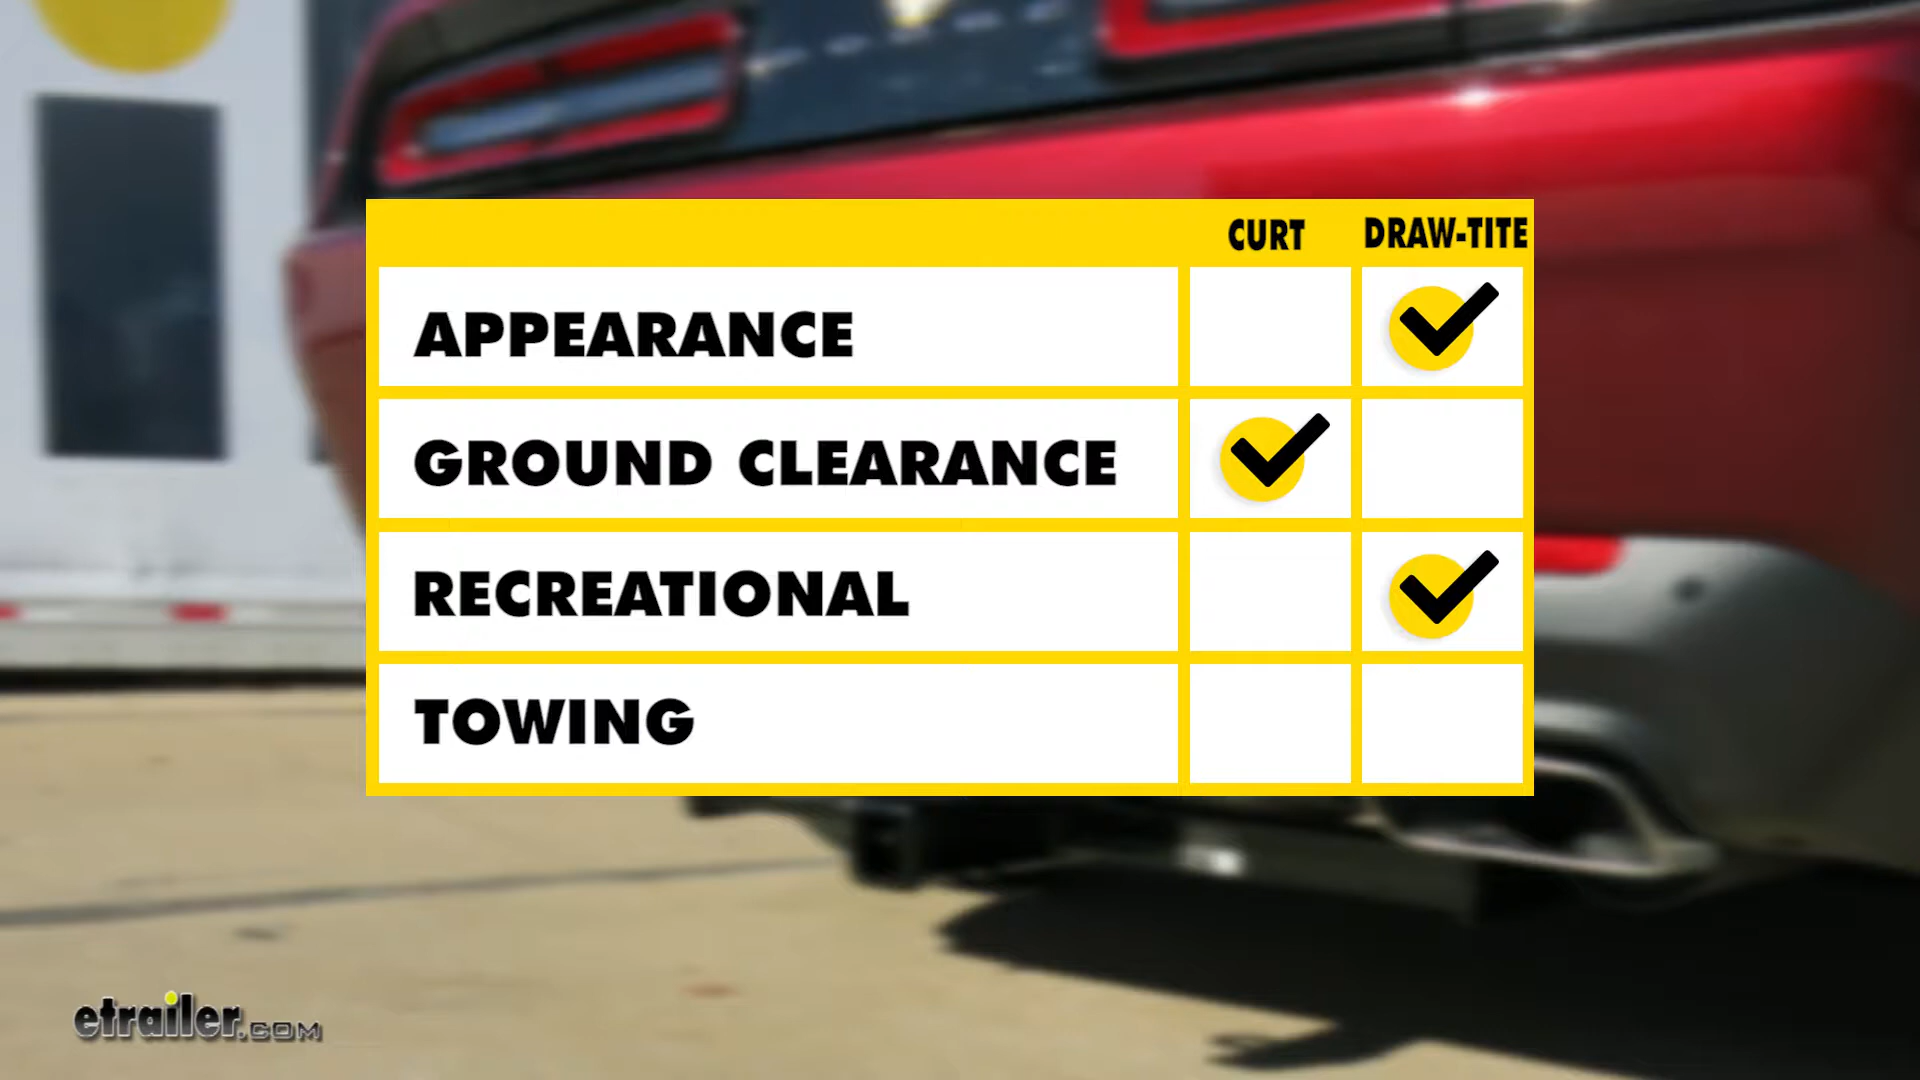 CURT DRAW-TITE
APPEARANCE
GROUND CLEARANCE
RECREATIONAL
TOWING
etrailer.COM